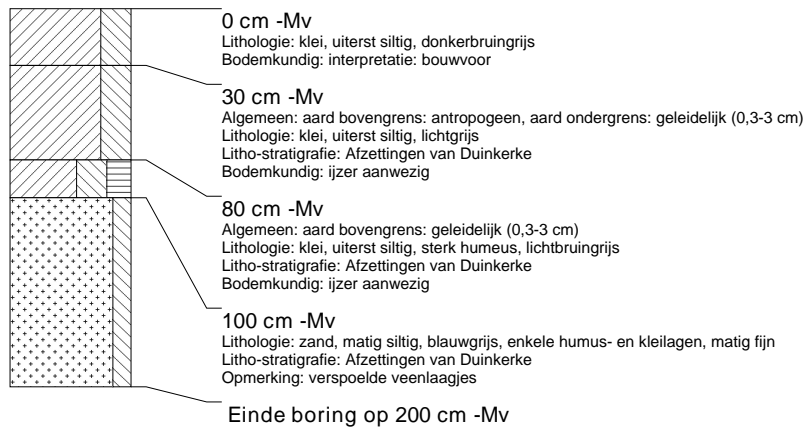 0 cm -Mv
Lithologie: klei, uiterst siltig, donkerbruingrijs
Bodemkundig: interpretatie: bouwvoor
30 cm -Mv
Algemeen: aard bovengrens: antropogeen, aard ondergrens: geleidelijk (0,3-3 cm)
Lithologie: klei, uiterst siltig, lichtgrijs
Litho-stratigrafie: Afzettingen van Duinkerke
Bodemkundig: ijzer aanwezig
80 cm -Mv
Algemeen: aard bovengrens: geleidelijk (0,3-3 cm)
Lithologie: klei, uiterst siltig, sterk humeus, lichtbruingrijs
Litho-stratigrafie: Afzettingen van Duinkerke
Bodemkundig: ijzer aanwezig
100 cm -Mv
Lithologie: zand, matig siltig, blauwgrijs, enkele humus- en kleilagen, matig fijn
Litho-stratigrafie: Afzettingen van Duinkerke
Opmerking: verspoelde veenlaagjes
Einde boring op 200 cm -Mv